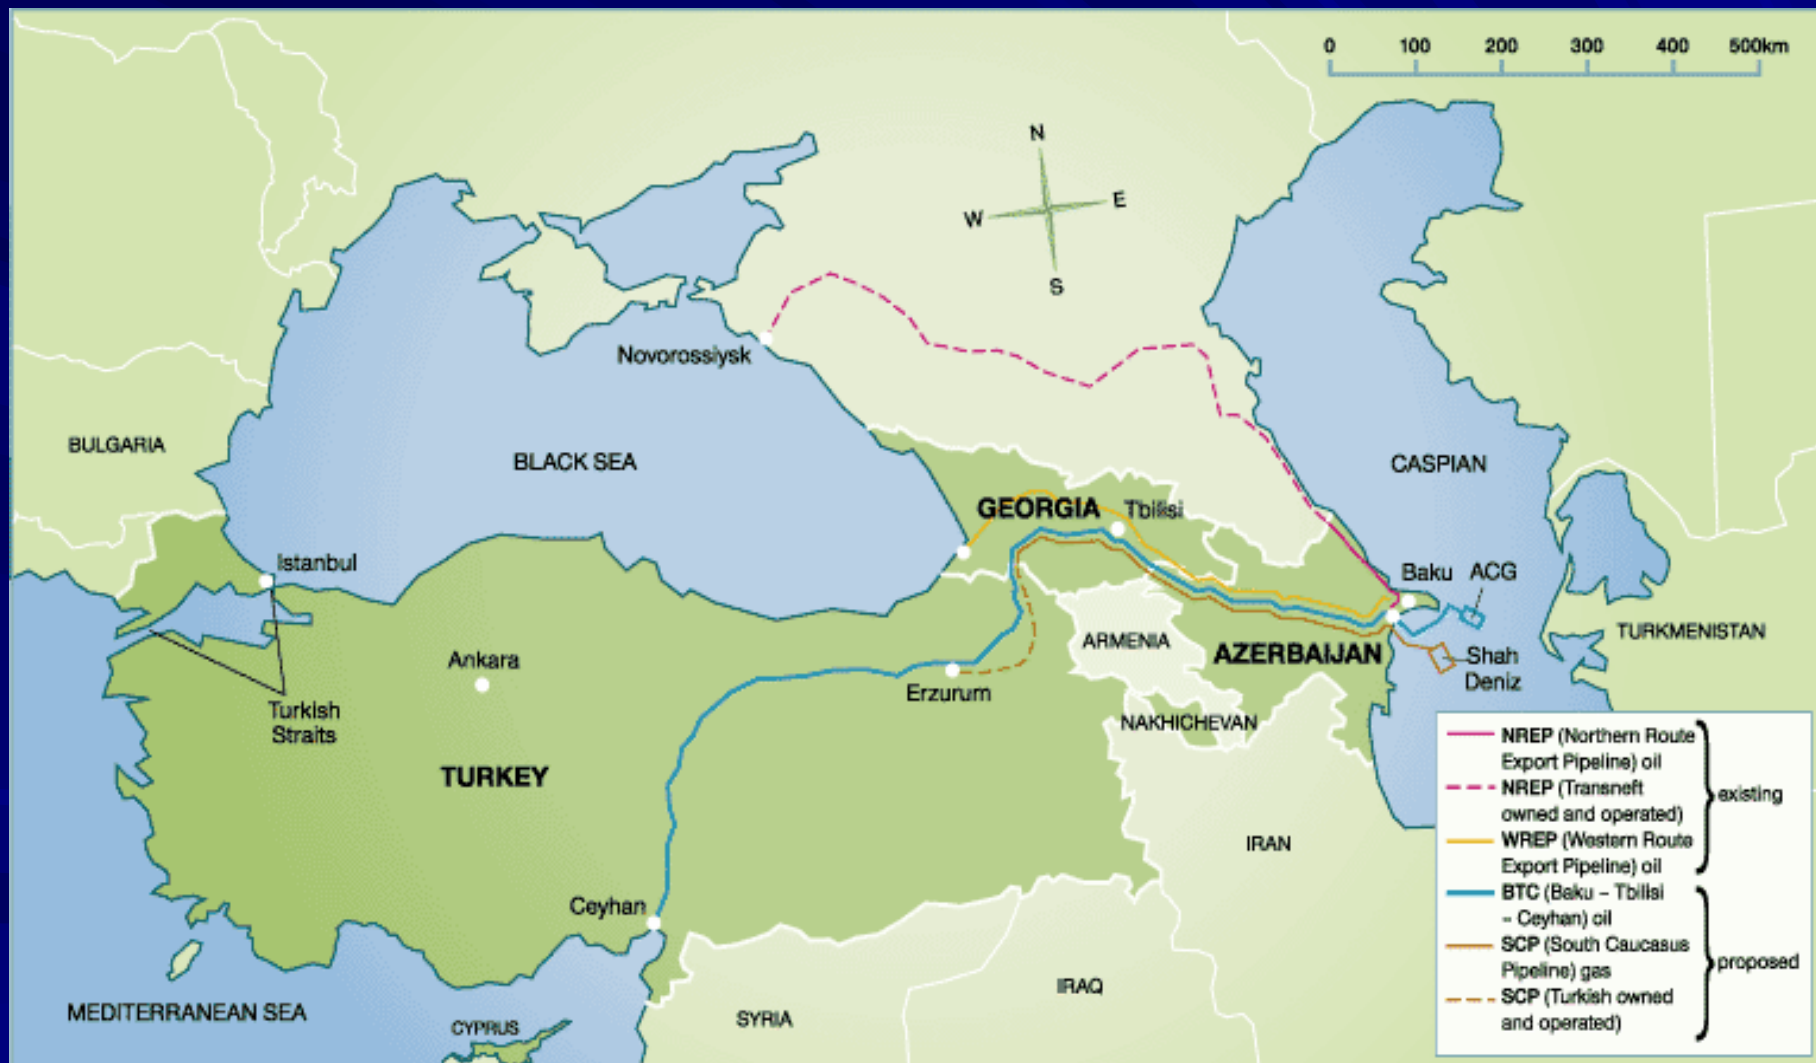 0 100 200 300 400 500km
N
W E
S
Novorossiysk
BULGARIA
BLACK SEA
CASPIAN
GEORGIA
Tbilisi
Istanbul
Baku
ACG
ARMENIA
AZERBAIJAN
TURKMENISTAN
Ankara
Erzurum
Shah
Deniz
Turkish
Straits
NAKHICHEVAN
TURKEY
IRAN
Ceyhan
IRAQ
MEDITERRANEAN SEA
CYPRUS
SYRIA
NREP (Northern Route
Export Pipeline) oil
NREP (Transneft
owned and operated)
WREP (Western Route
Export Pipeline) oil
existing
BTC (Baku – Tbilisi
– Ceyhan) oil
SCP (South Caucasus
Pipeline) gas
SCP (Turkish owned
and operated)
proposed